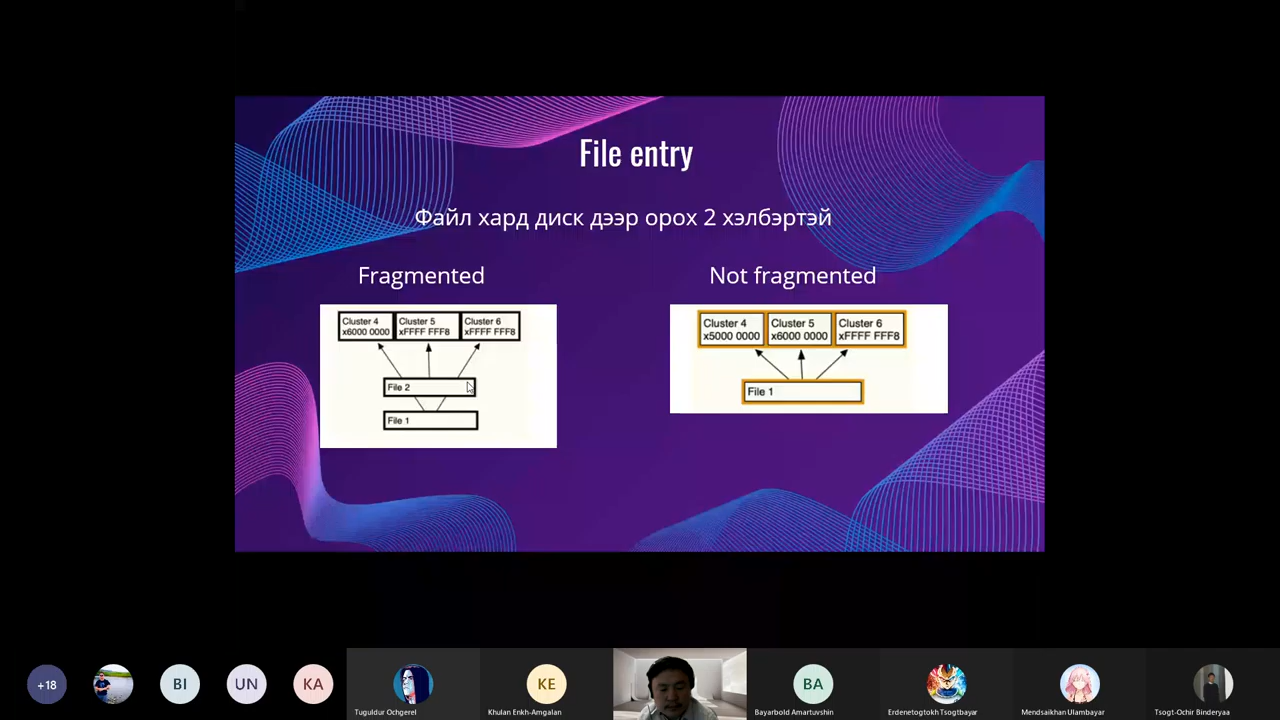 File entry
Файл хард диск дээр орох 2 хэлбэртэй
Fragmented
Not fragmented
Cluster 4
x6000 0000
Cluster 5
xFFFF FFF8
Cluster 6
xFFFF FFF8
File 2
File 1
Cluster 4
x5000 0000
Cluster 5
x6000 0000
Cluster 6
xFFFF FFF8
File 1
+18
BI
UN
KA
Tuguldur Ochgerel
KE
Khulan Enkh-Amgalan
BA
Bayarbold Amartuvshin
Erdenetogtokh Tsogtbayar
Mendsaikhan Ulambayar
Tsogt-Ochir Binderyaa